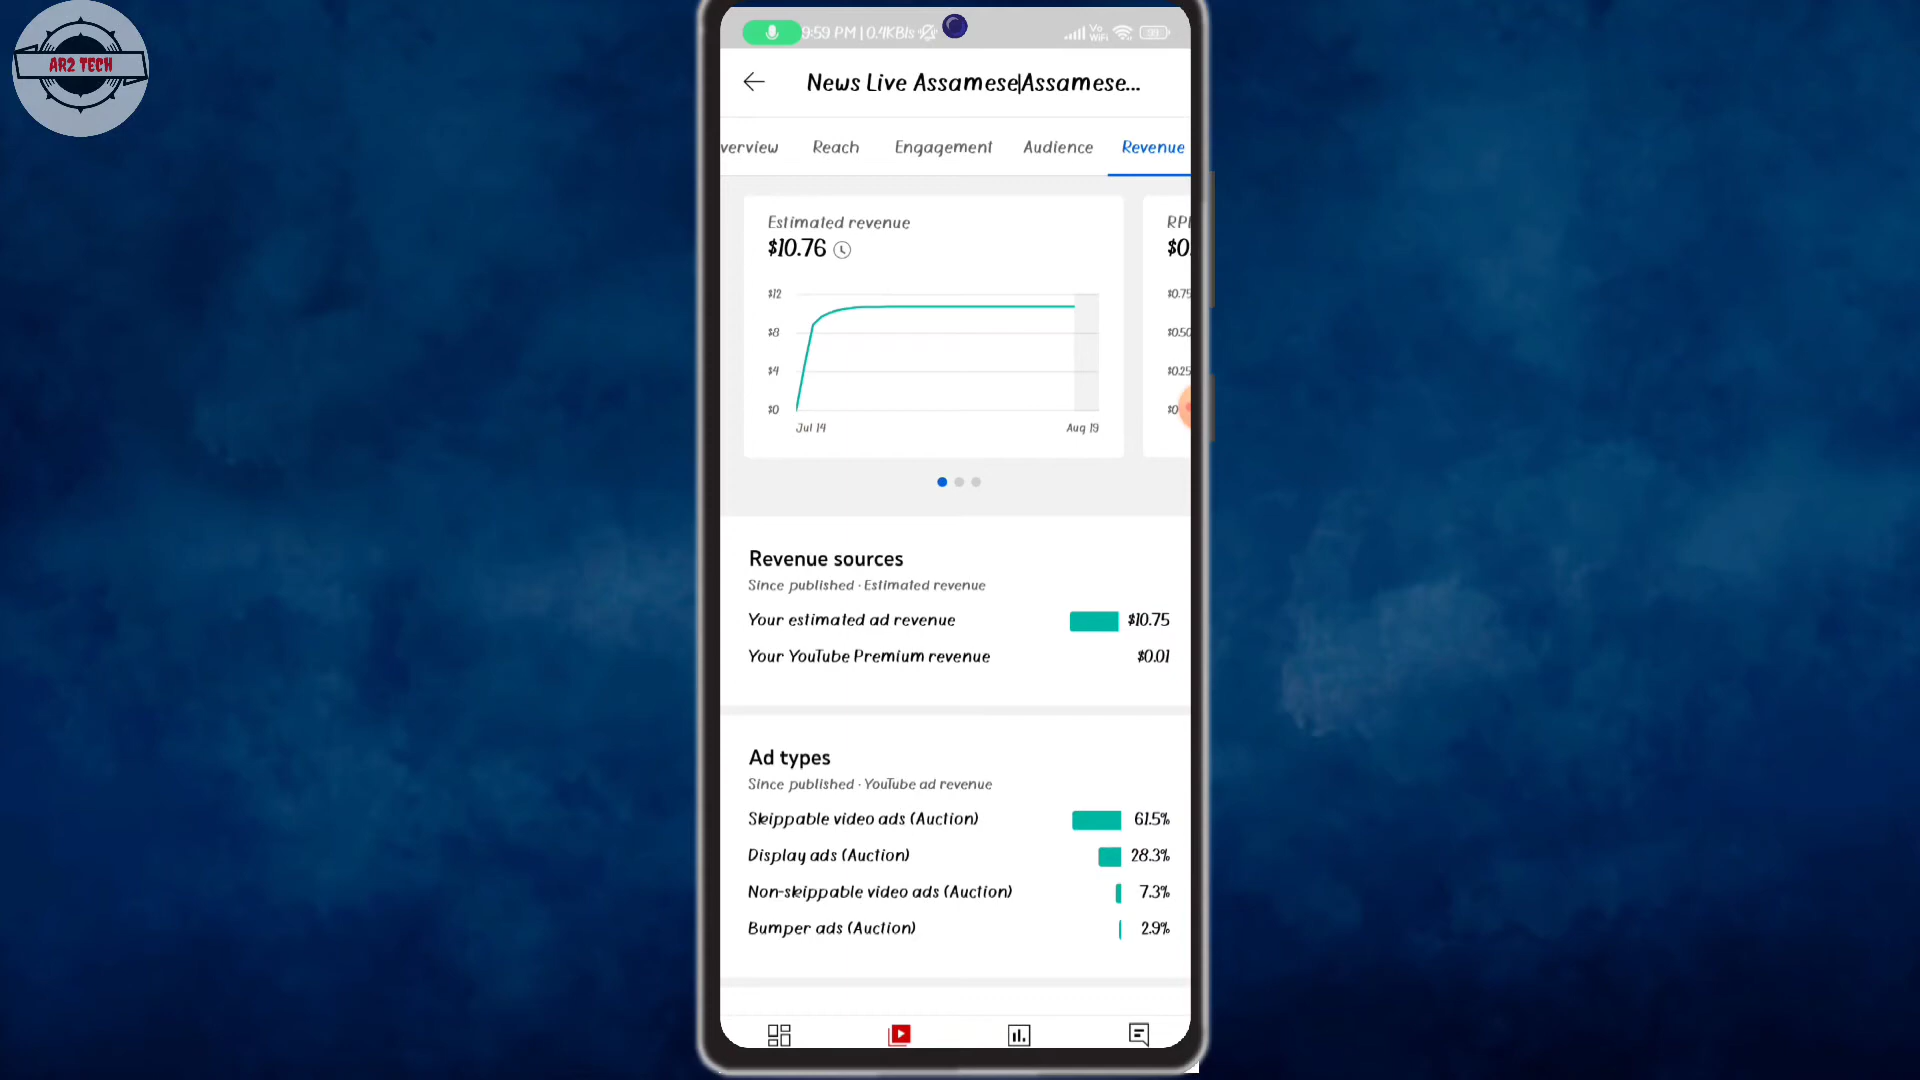 AR2 TECH
9:59 PM | 0.4KB/s
Vo
WiFi
News Live Assamese|Assamese...
verview Reach Engagement Audience Revenue
Estimated revenue
$10.76
$12
$8
$4
$0
Jul 14 Aug 19
$0.75
$0.50
$0.25
$0
Revenue sources
Since published · Estimated revenue
Your estimated ad revenue $10.75
Your YouTube Premium revenue $0.01
Ad types
Since published · YouTube ad revenue
Skippable video ads (Auction) 61.5%
Display ads (Auction) 28.3%
Non-skippable video ads (Auction) 7.3%
Bumper ads (Auction) 2.9%